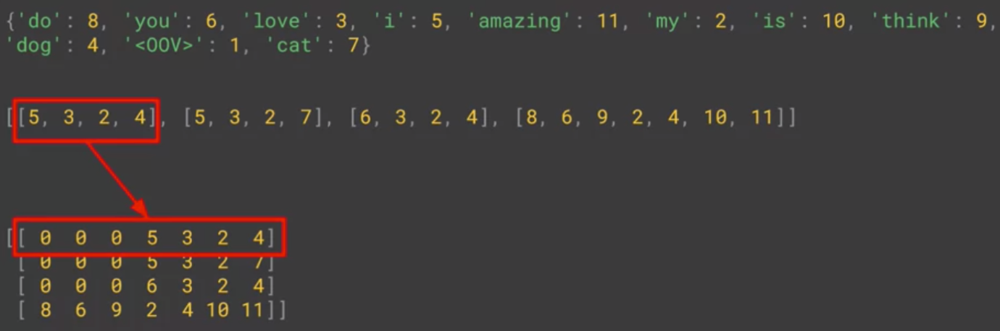 {'do': 8, 'you': 6, 'love': 3, 'i': 5, 'amazing': 11, 'my': 2, 'is': 10, 'think': 9,
'dog': 4, '<OOV>': 1, 'cat': 7}
[[5, 3, 2, 4], [5, 3, 2, 7], [6, 3, 2, 4], [8, 6, 9, 2, 4, 10, 11]]
[[ 0 0 0 5 3 2 4]
[ 0 0 0 5 3 2 7]
[ 0 0 0 6 3 2 4]
[ 8 6 9 2 4 10 11]]